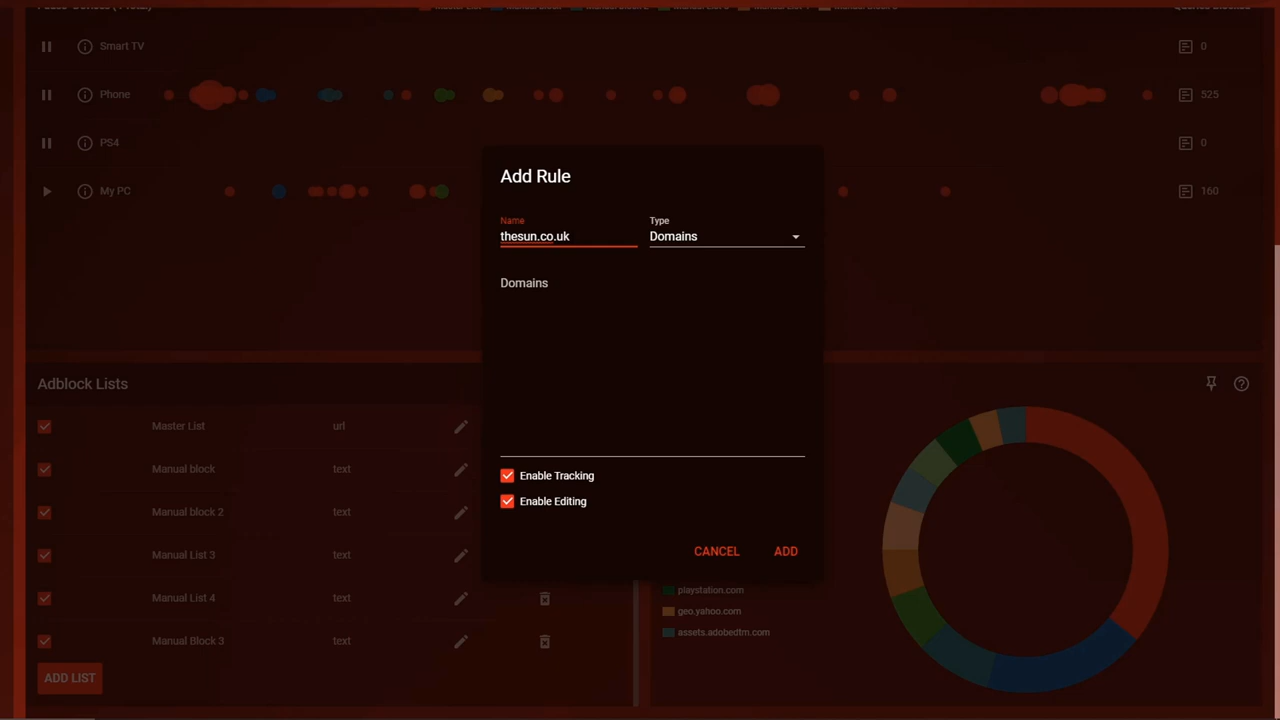 Smart TV 0
Phone 525
PS4 0
My PC 160
Add Rule
Name Type
thesun.co.uk Domains
Domains
Enable Tracking
Enable Editing
CANCEL ADD
Adblock Lists
Master List url
Manual block text
Manual block 2 text
Manual List 3 text
Manual List 4 text
Manual Block 3 text
ADD LIST
playstation.com
geo.yahoo.com
assets.adobedtm.com